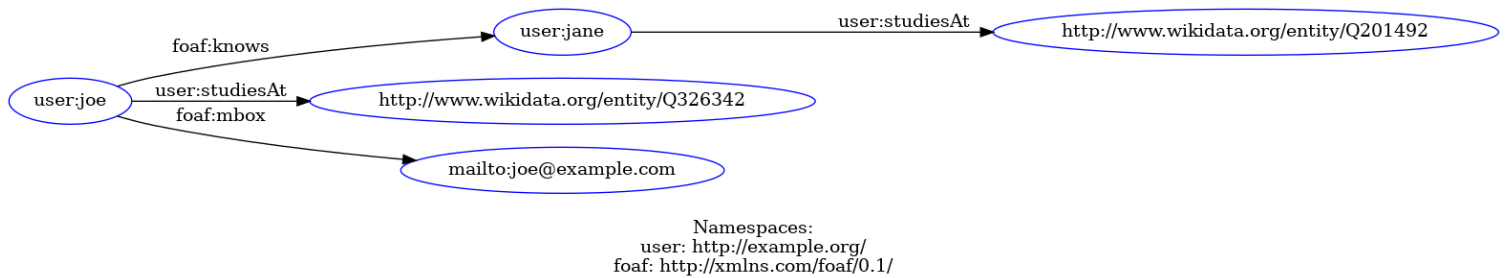 user:studiesAt
user:jane
http://www.wikidata.org/entity/Q201492
foaf:knows
user:joe
user:studiesAt
http://www.wikidata.org/entity/Q326342
foaf:mbox
mailto:joe@example.com
Namespaces:
user: http://example.org/
foaf: http://xmlns.com/foaf/0.1/